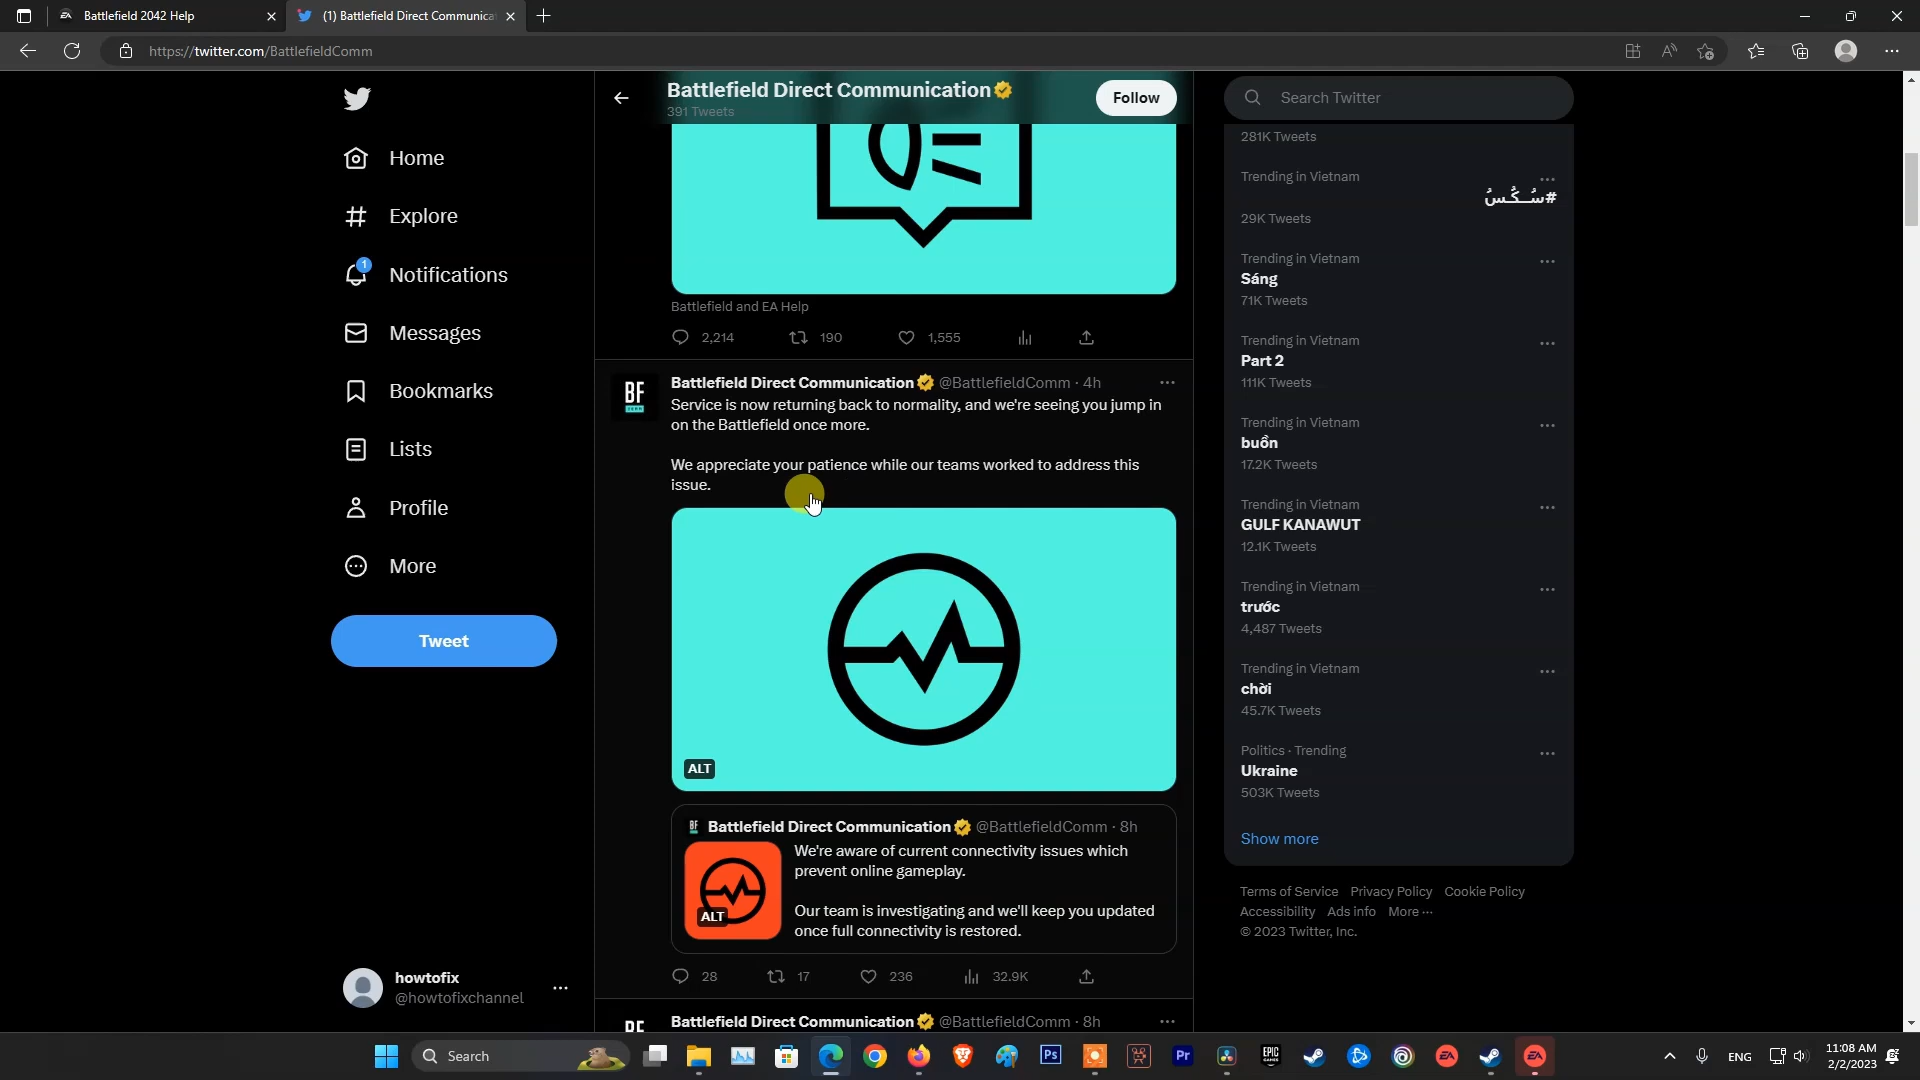 Battlefield 2042 Help
(1) Battlefield Direct Communicat
https://twitter.com/BattlefieldComm
Home
Explore
1
Notifications
Messages
Bookmarks
Lists
Profile
More
Tweet
howtofix
@howtofixchannel
Battlefield Direct Communication
391 Tweets
Follow
Battlefield and EA Help
2,214
190
1,555
BF
Battlefield Direct Communication @BattlefieldComm · 4h
Service is now returning back to normality, and we're seeing you jump in
on the Battlefield once more.
We appreciate your patience while our teams worked to address this
issue.
ALT
Battlefield Direct Communication @BattlefieldComm · 8h
We're aware of current connectivity issues which
prevent online gameplay.
Our team is investigating and we'll keep you updated
once full connectivity is restored.
ALT
28
17
236
32.9K
Battlefield Direct Communication @BattlefieldComm · 8h
Search Twitter
281K Tweets
Trending in Vietnam
#سُـكَّسُ
29K Tweets
Trending in Vietnam
Sáng
71K Tweets
Trending in Vietnam
Part 2
111K Tweets
Trending in Vietnam
buồn
17.2K Tweets
Trending in Vietnam
GULF KANAWUT
12.1K Tweets
Trending in Vietnam
trước
4,487 Tweets
Trending in Vietnam
chời
45.7K Tweets
Politics · Trending
Ukraine
503K Tweets
Show more
Terms of Service Privacy Policy Cookie Policy
Accessibility Ads info More ···
© 2023 Twitter, Inc.
Search
Ps
Pr
EPIC
EA
EA
ENG
11:08 AM
2/2/2023